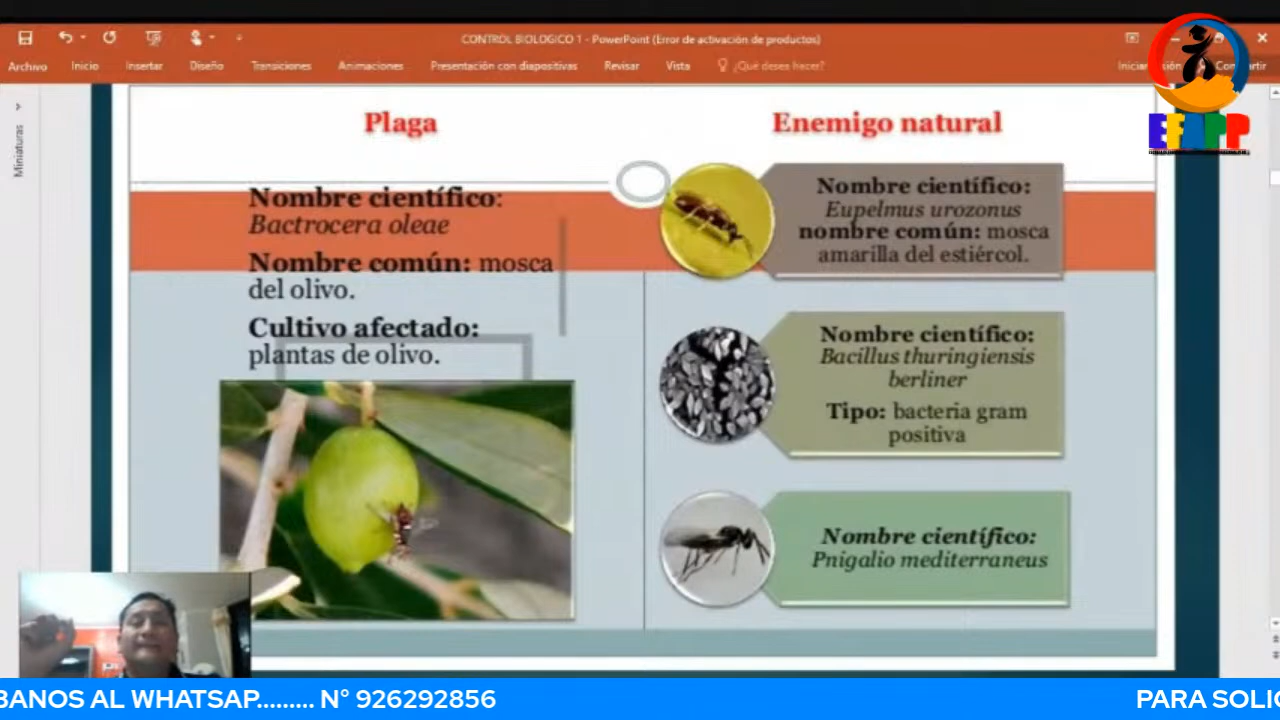 CONTROL BIOLOGICO 1 - PowerPoint (Error de activación de productos)
Archivo Inicio Insertar Diseño Transiciones Animaciones Presentación con diapositivas Revisar Vista ¿Qué desea hacer?
EFAPP
Miniaturas
Plaga
Nombre científico:
Bactrocera oleae
Nombre común: mosca
del olivo.
Cultivo afectado:
plantas de olivo.
Enemigo natural
Nombre científico:
Eupelmus urozonus
nombre común: mosca
amarilla del estiércol.
Nombre científico:
Bacillus thuringiensis
berliner
Tipo: bacteria gram
positiva
Nombre científico:
Pnigalio mediterraneus
BANOS AL WHATSAP......... N° 926292856 PARA SOLIC